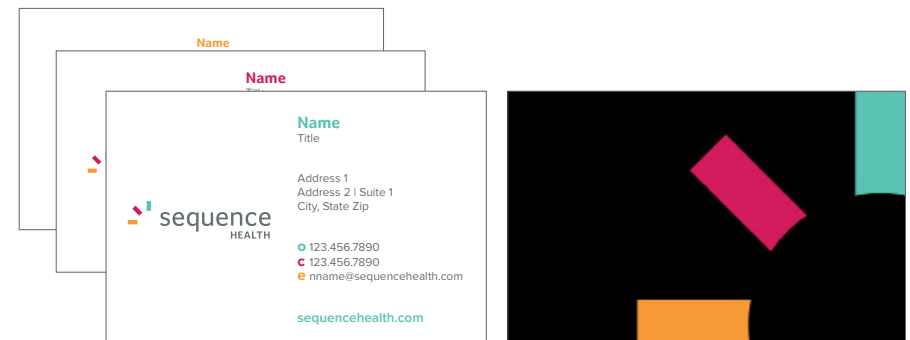 Name
Name
Name
Title
Address 1
Address 2 | Suite 1
City, State Zip
sequence
HEALTH
o 123.456.7890
c 123.456.7890
e nname@sequencehealth.com
sequencehealth.com